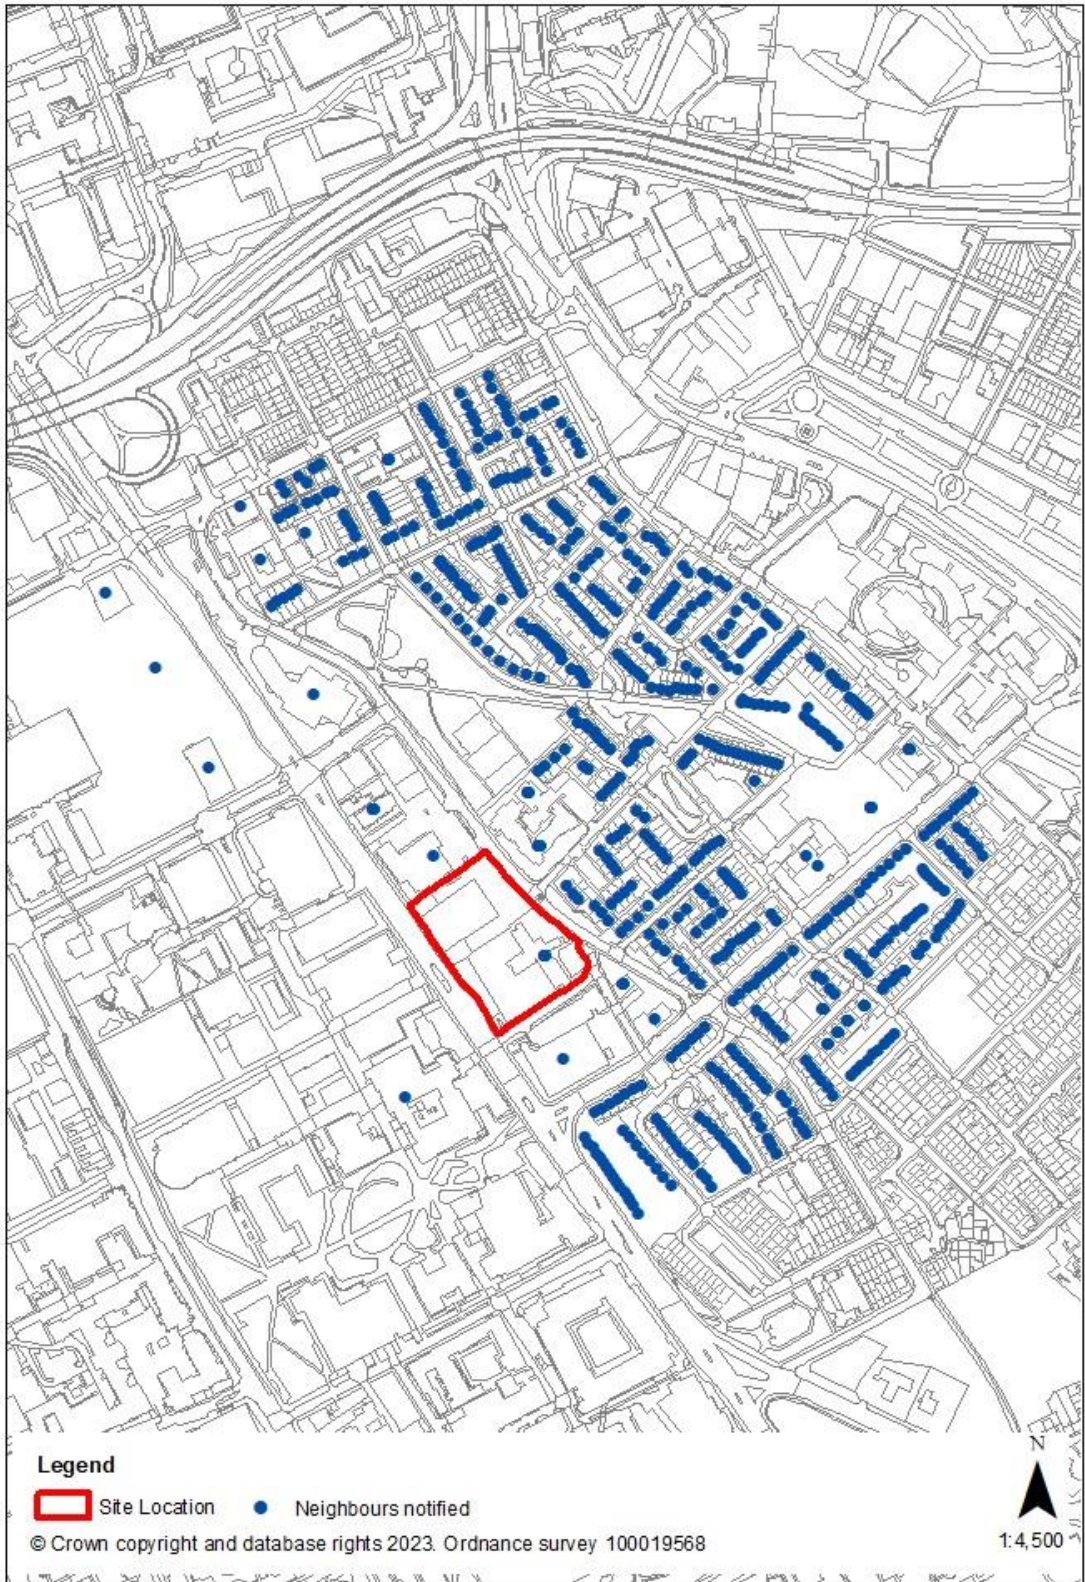 Legend
Site Location
Neighbours notified
© Crown copyright and database rights 2023. Ordnance survey 100019568
N
1:4,500